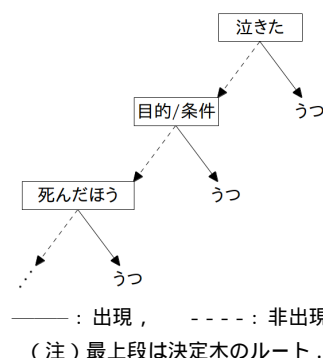 泣きた
目的/条件
うつ
死んだほう
うつ
うつ
——— : 出現 , - - - - : 非出現
(注) 最上段は決定木のルート .